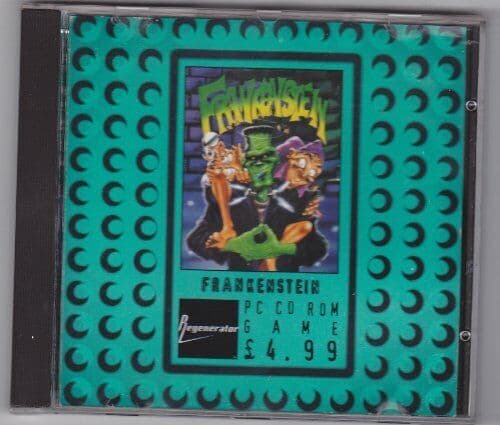 FRANKENSTEIN
FRANKENSTEIN
Regenerator
PC CD ROM
GAME
£4.99